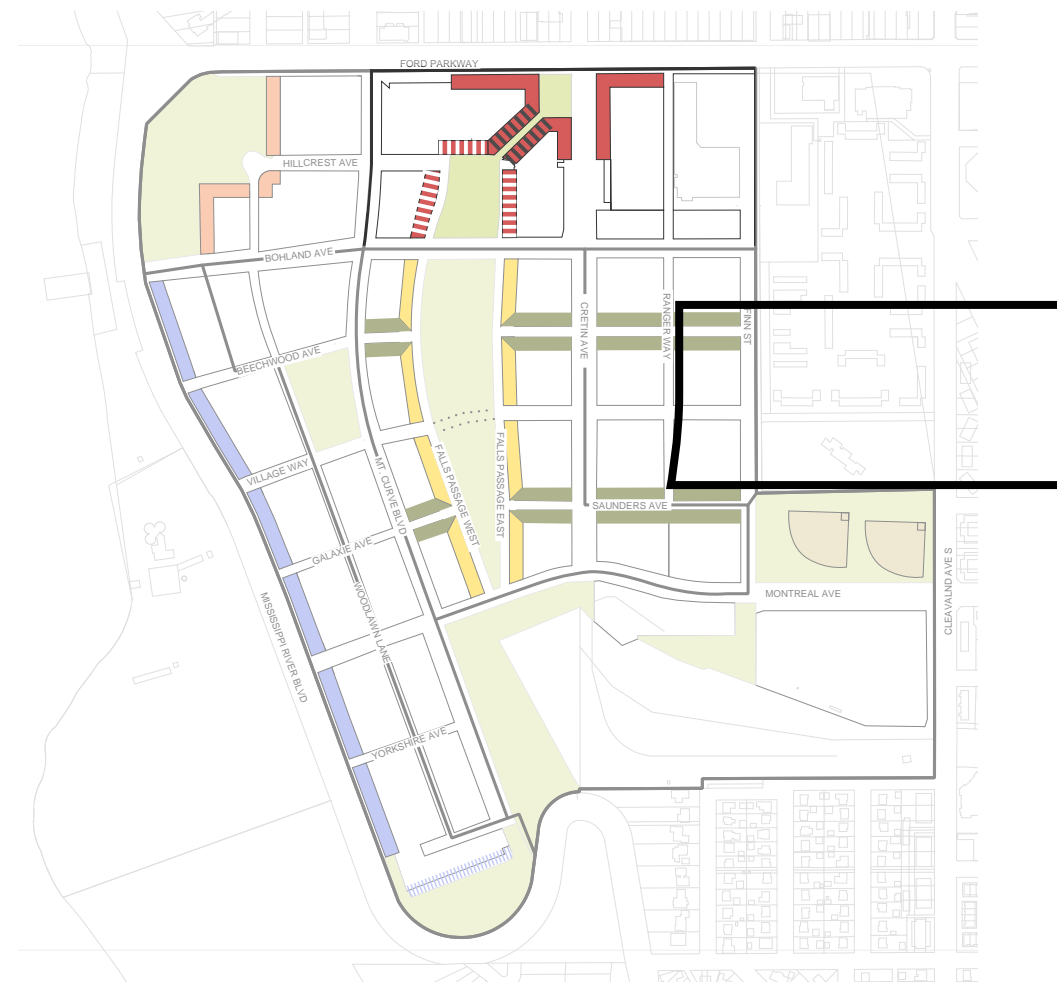 FORD PARKWAY
HILLCREST AVE
BOHLAND AVE
CRETIN AVE
RANGER WAY
FINN ST
BEECHWOOD AVE
VILLAGE WAY
MT. CURVE BLVD
FALLS PASSAGE WEST
FALLS PASSAGE EAST
SAUNDERS AVE
GALAXIE AVE
WOODLAWN LANE
MONTREAL AVE
CLEAVALND AVE S
MISSISSIPPI RIVER BLVD
YORKSHIRE AVE